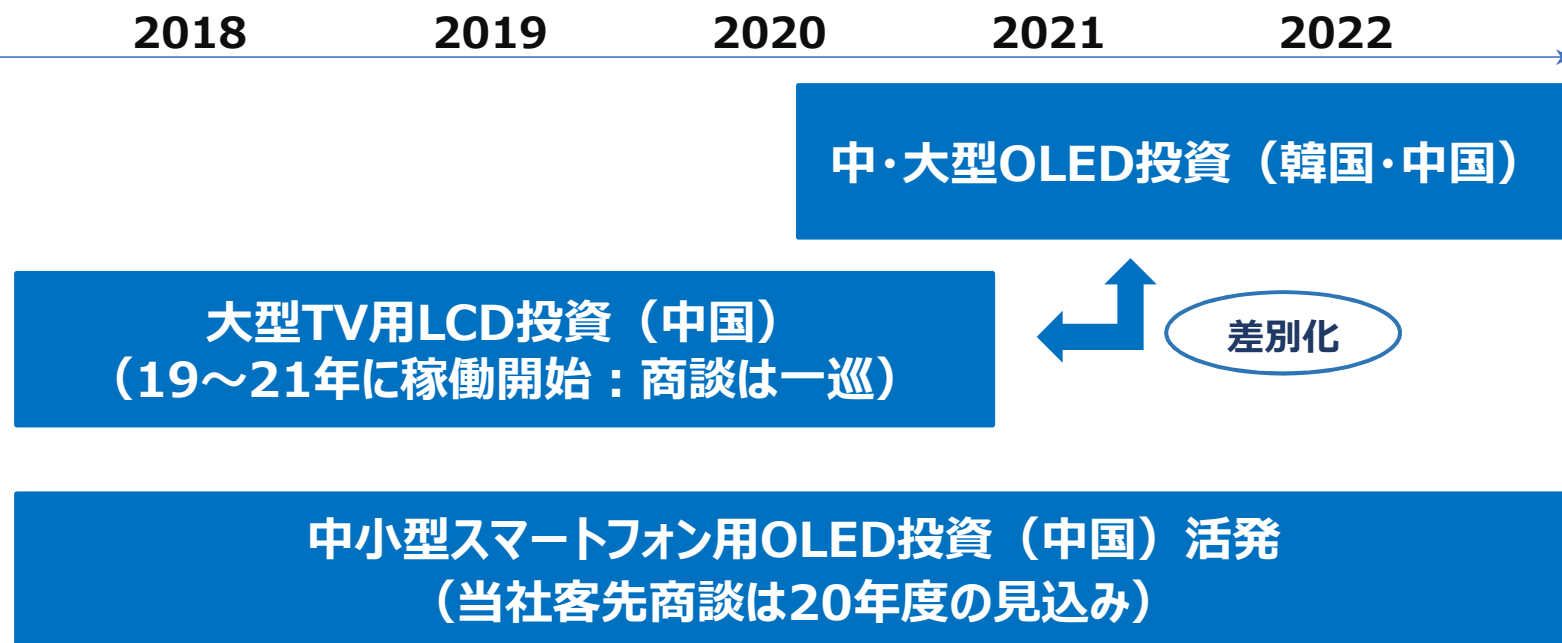 2018 2019 2020 2021 2022
中・大型OLED投資（韓国・中国）
大型TV用LCD投資（中国）
（19～21年に稼働開始：商談は一巡）
差別化
中小型スマートフォン用OLED投資（中国）活発
（当社客先商談は20年度の見込み）